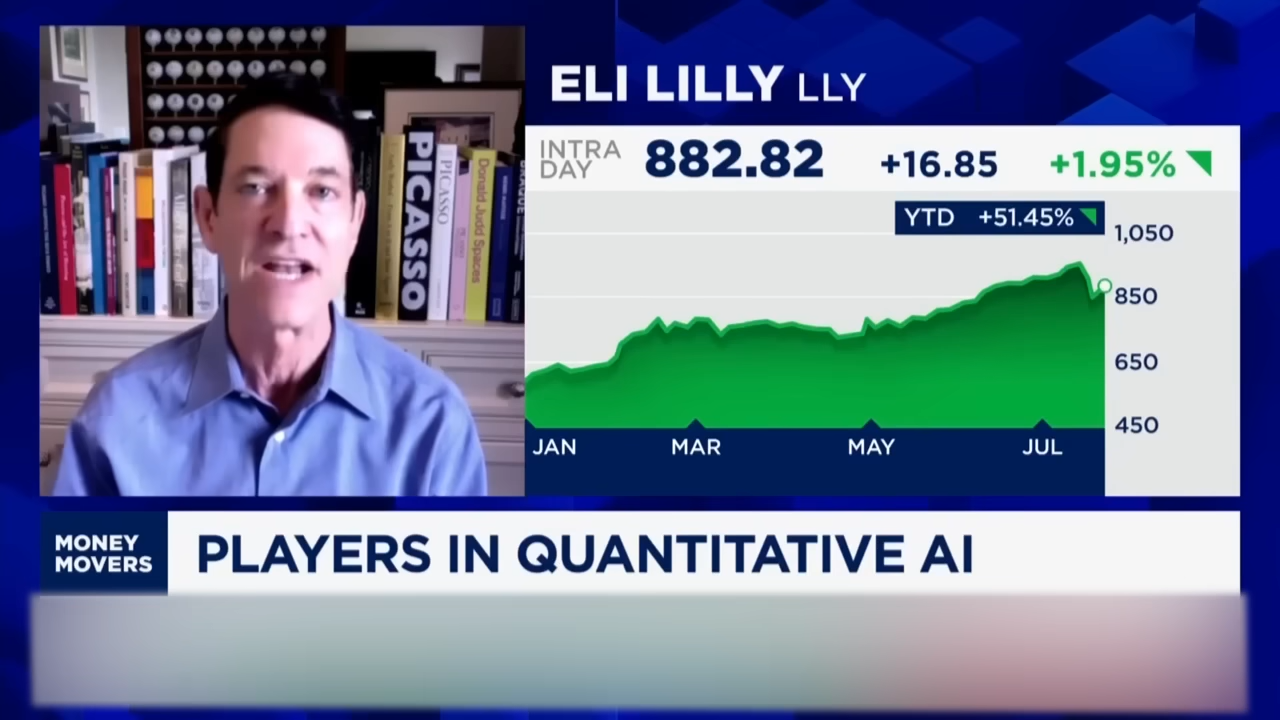 ELI LILLY LLY
INTRA DAY 882.82 +16.85 +1.95%
YTD +51.45%
1,050
850
650
450
JAN MAR MAY JUL
PICASSO
PICASSO
Donald Judd Spaces
MONEY MOVERS
PLAYERS IN QUANTITATIVE AI